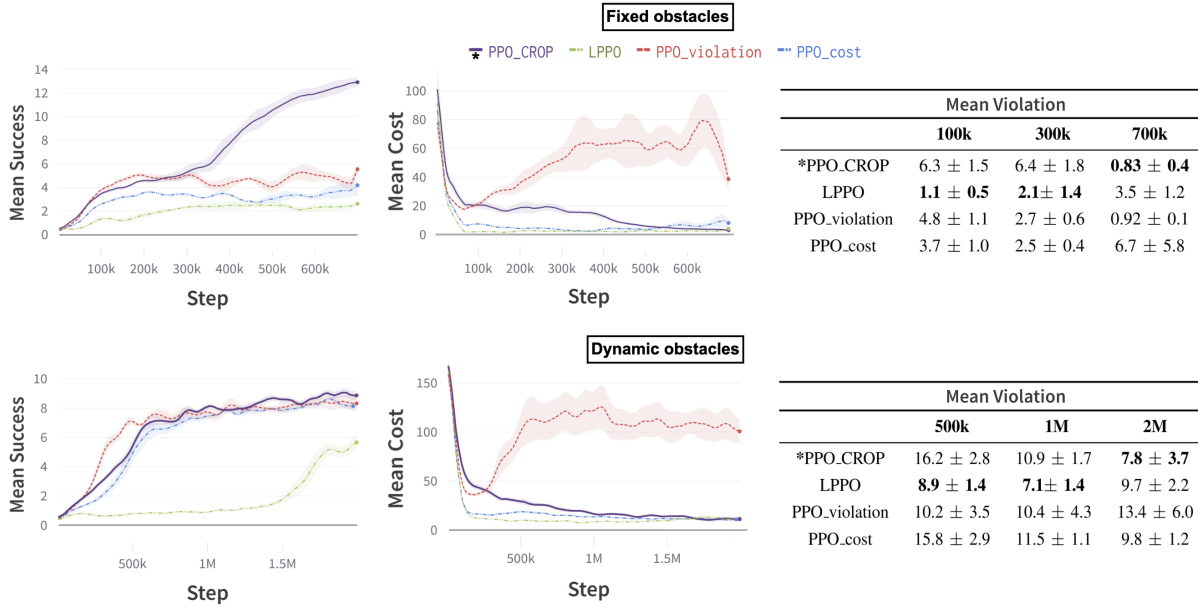 Fixed obstacles
* PPO_CROP LPPO PPO_violation PPO_cost
Mean Success
14
12
10
8
6
4
2
0
100k 200k 300k 400k 500k 600k
Step
Mean Cost
100
80
60
40
20
0
100k 200k 300k 400k 500k 600k
Step
Mean Violation
100k 300k 700k
*PPO_CROP 6.3 ± 1.5 6.4 ± 1.8 0.83 ± 0.4
LPPO 1.1 ± 0.5 2.1± 1.4 3.5 ± 1.2
PPO_violation 4.8 ± 1.1 2.7 ± 0.6 0.92 ± 0.1
PPO_cost 3.7 ± 1.0 2.5 ± 0.4 6.7 ± 5.8
Dynamic obstacles
Mean Success
10
8
6
4
2
0
500k 1M 1.5M
Step
Mean Cost
150
100
50
0
500k 1M 1.5M
Step
Mean Violation
500k 1M 2M
*PPO_CROP 16.2 ± 2.8 10.9 ± 1.7 7.8 ± 3.7
LPPO 8.9 ± 1.4 7.1± 1.4 9.7 ± 2.2
PPO_violation 10.2 ± 3.5 10.4 ± 4.3 13.4 ± 6.0
PPO_cost 15.8 ± 2.9 11.5 ± 1.1 9.8 ± 1.2